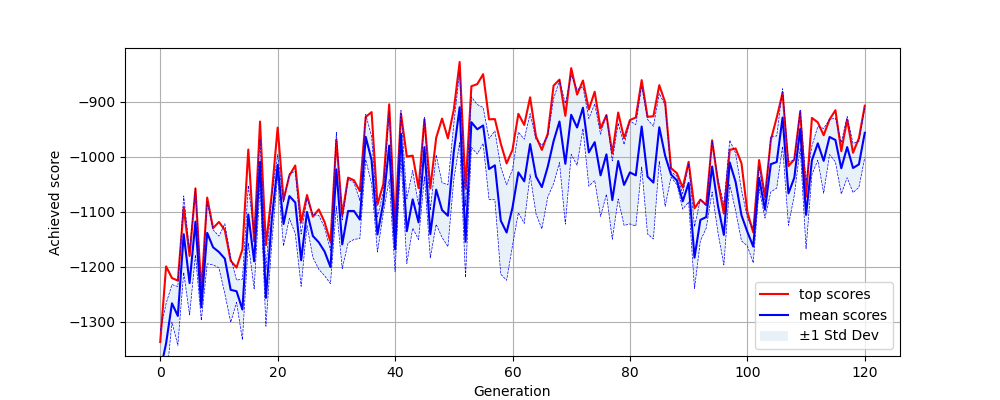 −900
−1000
−1100
−1200
−1300
Achieved score
0 20 40 60 80 100 120
Generation
top scores
mean scores
±1 Std Dev